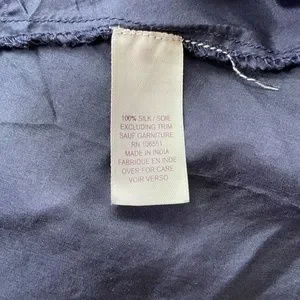 100% SILK / SOIE
EXCLUDING TRIM
SAUF GARNITURE
RN 106551
MADE IN INDIA
FABRIQUE EN INDE
OVER FOR CARE
VOIR VERSO